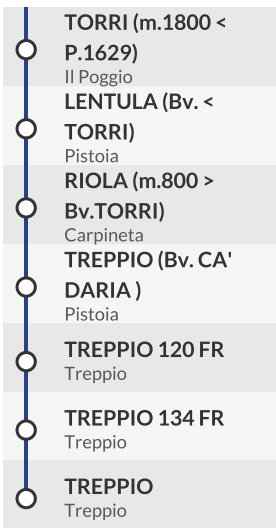 TORRI (m.1800 <
P.1629)
Il Poggio
LENTULA (Bv. <
TORRI)
Pistoia
RIOLA (m.800 >
Bv.TORRI)
Carpineta
TREPPIO (Bv. CA'
DARIA )
Pistoia
TREPPIO 120 FR
Treppio
TREPPIO 134 FR
Treppio
TREPPIO
Treppio